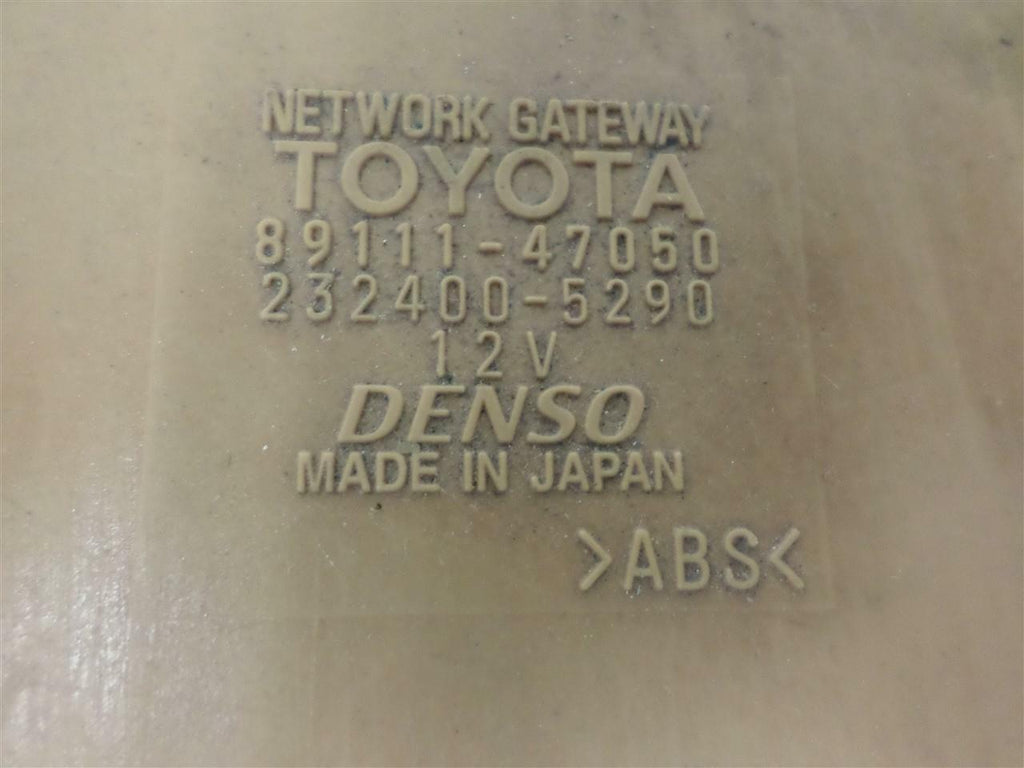 NETWORK GATEWAY
TOYOTA
89111-47050
232400-5290
12V
DENSO
MADE IN JAPAN
>ABS<